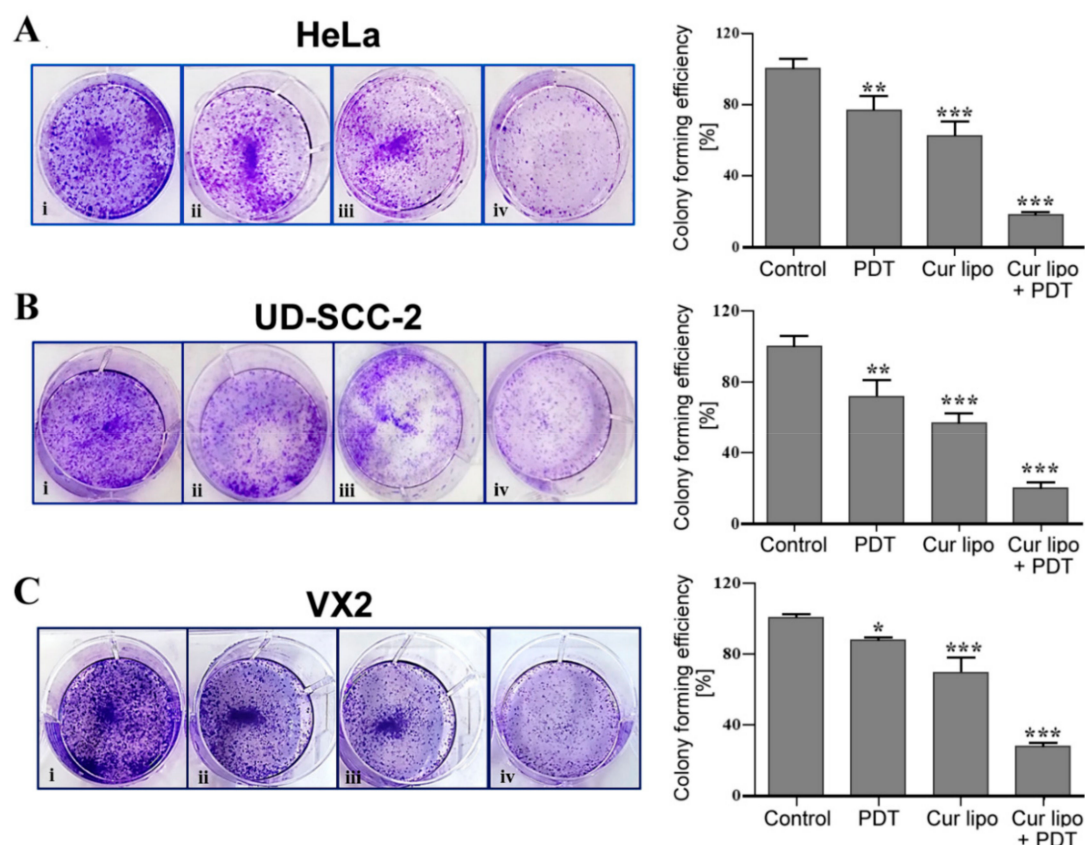 A
HeLa
i
ii
iii
iv
Colony forming efficiency
[%]
120
80
40
0
**
***
***
Control
PDT
Cur lipo
Cur lipo
+ PDT
B
UD-SCC-2
i
ii
iii
iv
Colony forming efficiency
[%]
120
80
40
0
**
***
***
Control
PDT
Cur lipo
Cur lipo
+ PDT
C
VX2
i
ii
iii
iv
Colony forming efficiency
[%]
120
80
40
0
*
***
***
Control
PDT
Cur lipo
Cur lipo
+ PDT